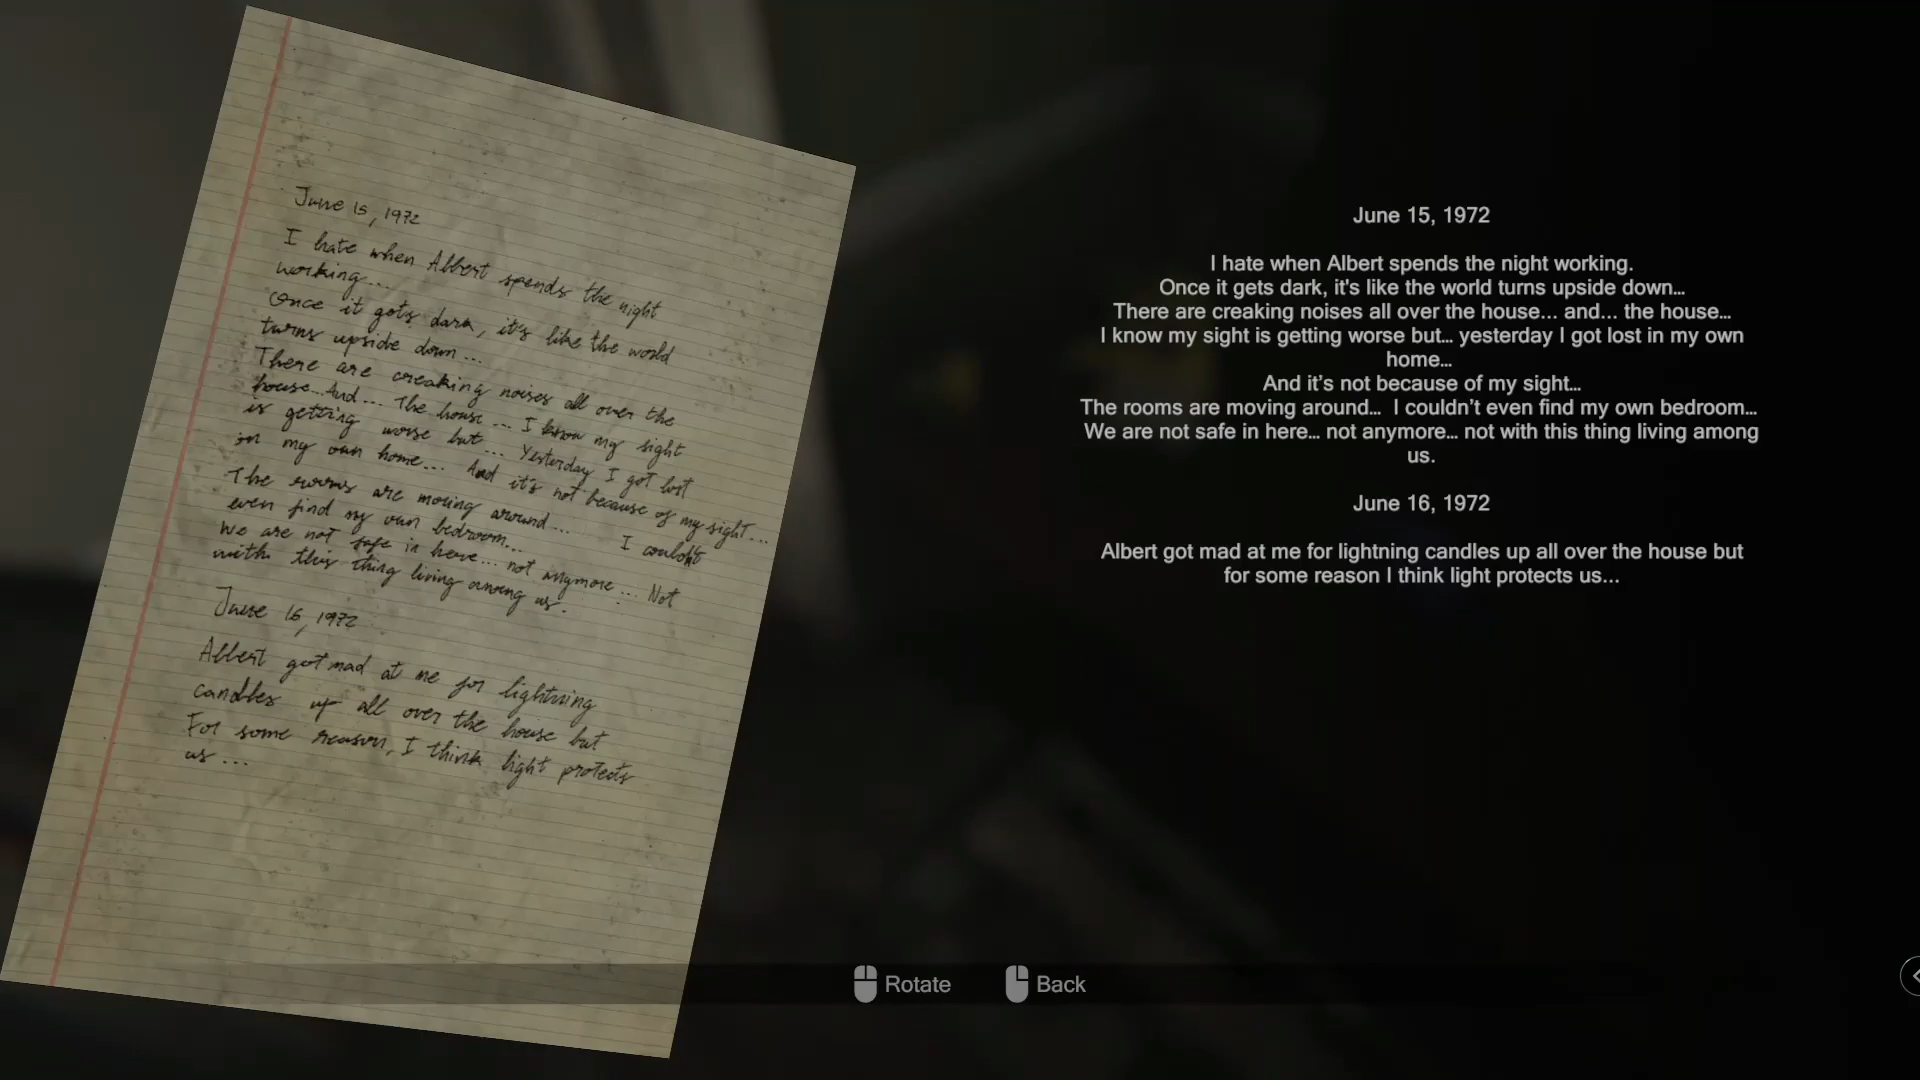 June 15, 1972
I hate when Albert spends the night
working...
Once it gets dark, it's like the world
turns upside down...
There are creaking noises all over the
house... And... The house... I know my sight
is getting worse but... Yesterday I got lost
in my own home... And it's not because of my sight...
The rooms are moving around... I couldn't
even find my own bedroom...
We are not safe in here... not anymore... Not
with this thing living among us.
June 16, 1972
Albert got mad at me for lightning
candles up all over the house but
For some reason, I think light protects
us...
June 15, 1972
I hate when Albert spends the night working.
Once it gets dark, it's like the world turns upside down...
There are creaking noises all over the house... and... the house...
I know my sight is getting worse but... yesterday I got lost in my own
home...
And it’s not because of my sight...
The rooms are moving around... I couldn’t even find my own bedroom...
We are not safe in here... not anymore... not with this thing living among
us.
June 16, 1972
Albert got mad at me for lightning candles up all over the house but
for some reason I think light protects us...
Rotate
Back